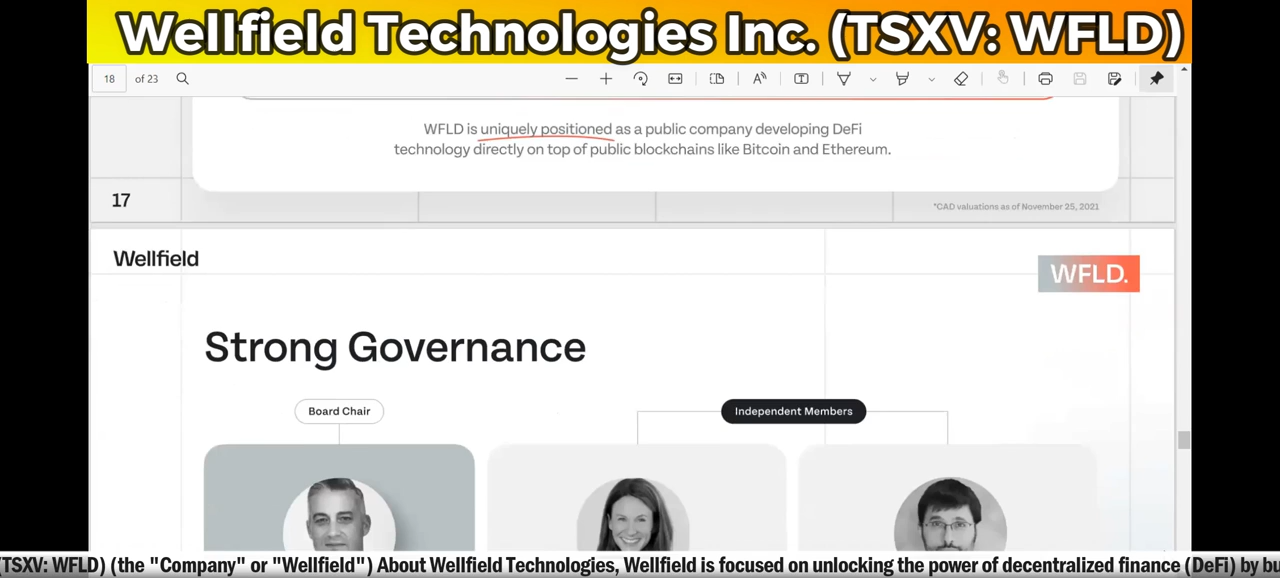 Wellfield Technologies Inc. (TSXV: WFLD)
18 of 23
WFLD is uniquely positioned as a public company developing DeFi
technology directly on top of public blockchains like Bitcoin and Ethereum.
17
*CAD valuations as of November 25, 2021
Wellfield
WFLD.
Strong Governance
Board Chair
Independent Members
(TSXV: WFLD) (the "Company" or "Wellfield") About Wellfield Technologies, Wellfield is focused on unlocking the power of decentralized finance (DeFi) by bu